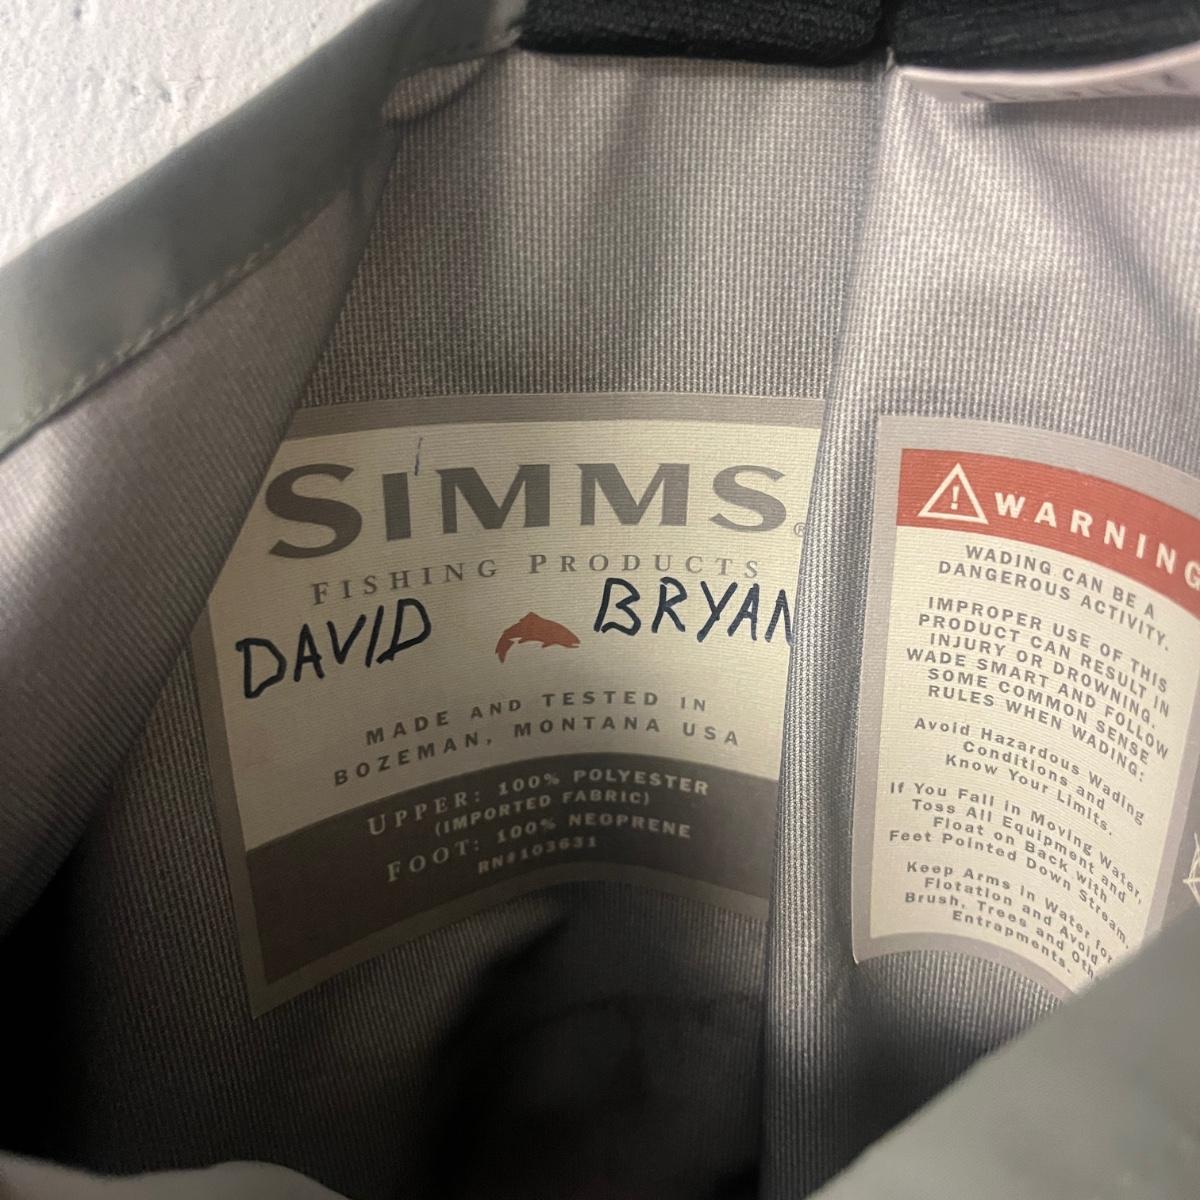 SIMMS®
FISHING PRODUCTS
DAVID BRYAN
MADE AND TESTED IN
BOZEMAN, MONTANA USA
UPPER: 100% POLYESTER
(IMPORTED FABRIC)
FOOT: 100% NEOPRENE
RN#103631
WARNING
WADING CAN BE A
DANGEROUS ACTIVITY.
IMPROPER USE OF THIS
PRODUCT CAN RESULT IN
INJURY OR DROWNING.
WADE SMART AND FOLLOW
SOME COMMON SENSE
RULES WHEN WADING:
Avoid Hazardous Wading
Conditions and
Know Your Limits.
If You Fall in Moving Water,
Toss All Equipment and
Float on Back with
Feet Pointed Down Stream.
Keep Arms in Water for
Flotation and Avoid
Brush, Trees and Oth
Entrapments.